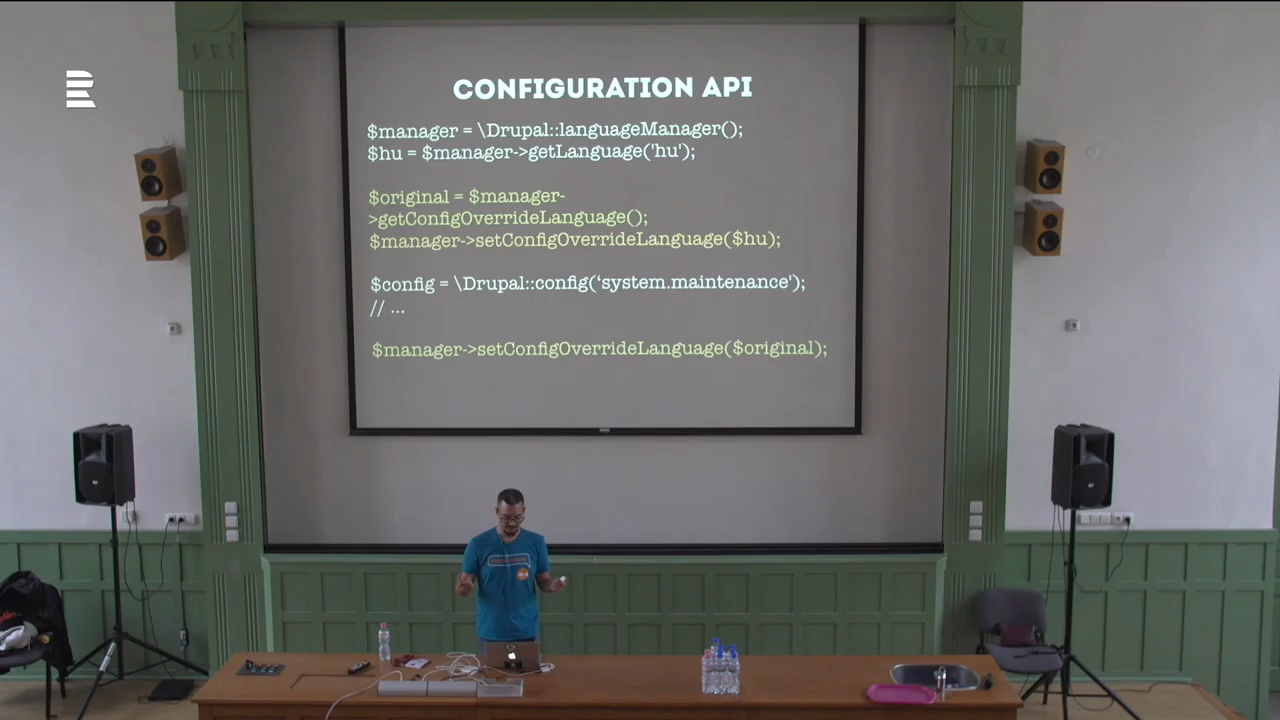 CONFIGURATION API
$manager = \Drupal::languageManager();
$hu = $manager->getLanguage('hu');
$original = $manager-
>getConfigOverrideLanguage();
$manager->setConfigOverrideLanguage($hu);
$config = \Drupal::config(‘system.maintenance');
// ...
$manager->setConfigOverrideLanguage($original);